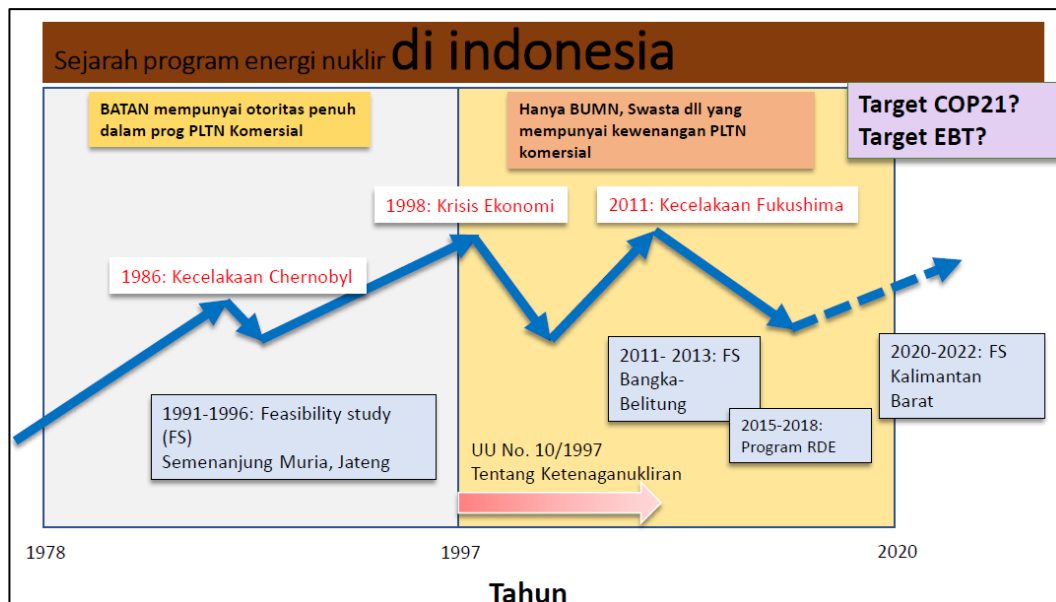 Sejarah program energi nuklir di indonesia
BATAN mempunyai otoritas penuh
dalam prog PLTN Komersial
Hanya BUMN, Swasta dll yang
mempunyai kewenangan PLTN
komersial
Target COP21?
Target EBT?
1998: Krisis Ekonomi
2011: Kecelakaan Fukushima
1986: Kecelakaan Chernobyl
1991-1996: Feasibility study
(FS)
Semenanjung Muria, Jateng
2011- 2013: FS
Bangka-
Belitung
2015-2018:
Program RDE
2020-2022: FS
Kalimantan
Barat
UU No. 10/1997
Tentang Ketenaganukliran
1978
1997
2020
Tahun